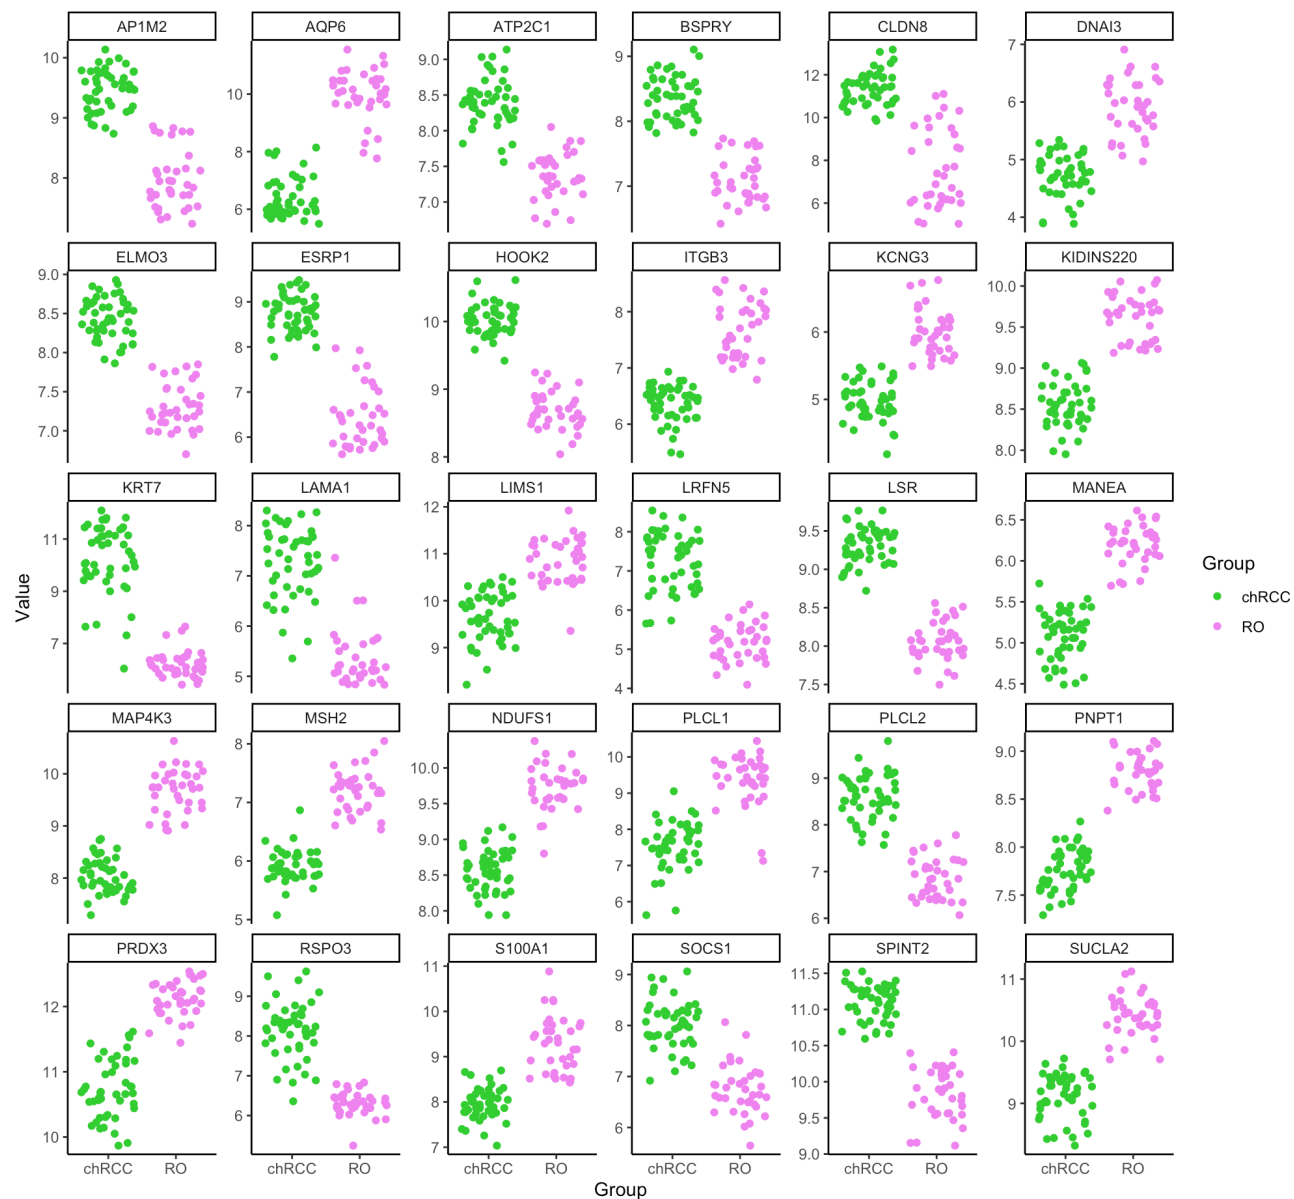 AP1M2 AQP6 ATP2C1 BSPRY CLDN8 DNAI3
10 9 8
10 8 6
9.0 8.5 8.0 7.5 7.0
9 8 7
12 10 8 6
7 6 5 4
ELMO3 ESRP1 HOOK2 ITGB3 KCNG3 KIDINS220
9.0 8.5 8.0 7.5 7.0
9 8 7 6
10 9 8
8 7 6
6 5
10.0 9.5 9.0 8.5 8.0
KRT7 LAMA1 LIMS1 LRFN5 LSR MANEA
11 9 7
8 7 6 5
12 11 10 9
8 7 6 5 4
9.5 9.0 8.5 8.0 7.5
6.5 6.0 5.5 5.0 4.5
MAP4K3 MSH2 NDUFS1 PLCL1 PLCL2 PNPT1
10 9 8
8 7 6 5
10.0 9.5 9.0 8.5 8.0
10 9 8 7 6
9 8 7 6
9.0 8.5 8.0 7.5
PRDX3 RSPO3 S100A1 SOCS1 SPINT2 SUCLA2
12 11 10
9 8 7 6
11 10 9 8 7
9 8 7 6
11.5 11.0 10.5 10.0 9.5 9.0
11 10 9
chRCC RO chRCC RO chRCC RO chRCC RO chRCC RO chRCC RO
Group
Value
Group
chRCC
RO